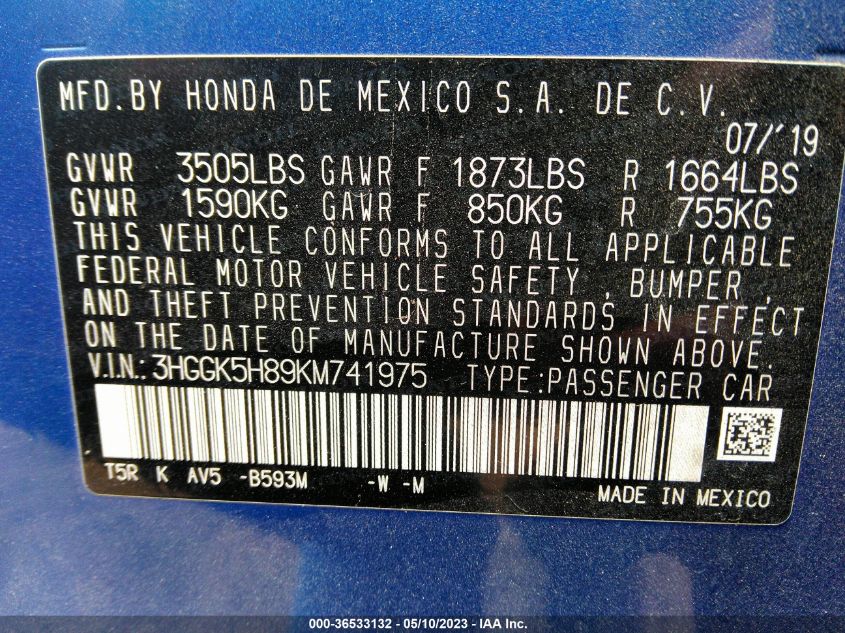 MFD.BY HONDA DE MEXICO S.A. DE C.V.
07/'19
GVWR 3505LBS GAWR F 1873LBS R 1664LBS
GVWR 1590KG GAWR F 850KG R 755KG
THIS VEHICLE CONFORMS TO ALL APPLICABLE
FEDERAL MOTOR VEHICLE SAFETY , BUMPER ,
AND THEFT PREVENTION STANDARDS IN EFFECT
ON THE DATE OF MANUFACTURE SHOWN ABOVE.
V.I.N.: 3HGGK5H89KM741975 TYPE:PASSENGER CAR
T5R K AV5 -B593M -W -M
MADE IN MEXICO
000-36533132 - 05/10/2023 - IAA Inc.